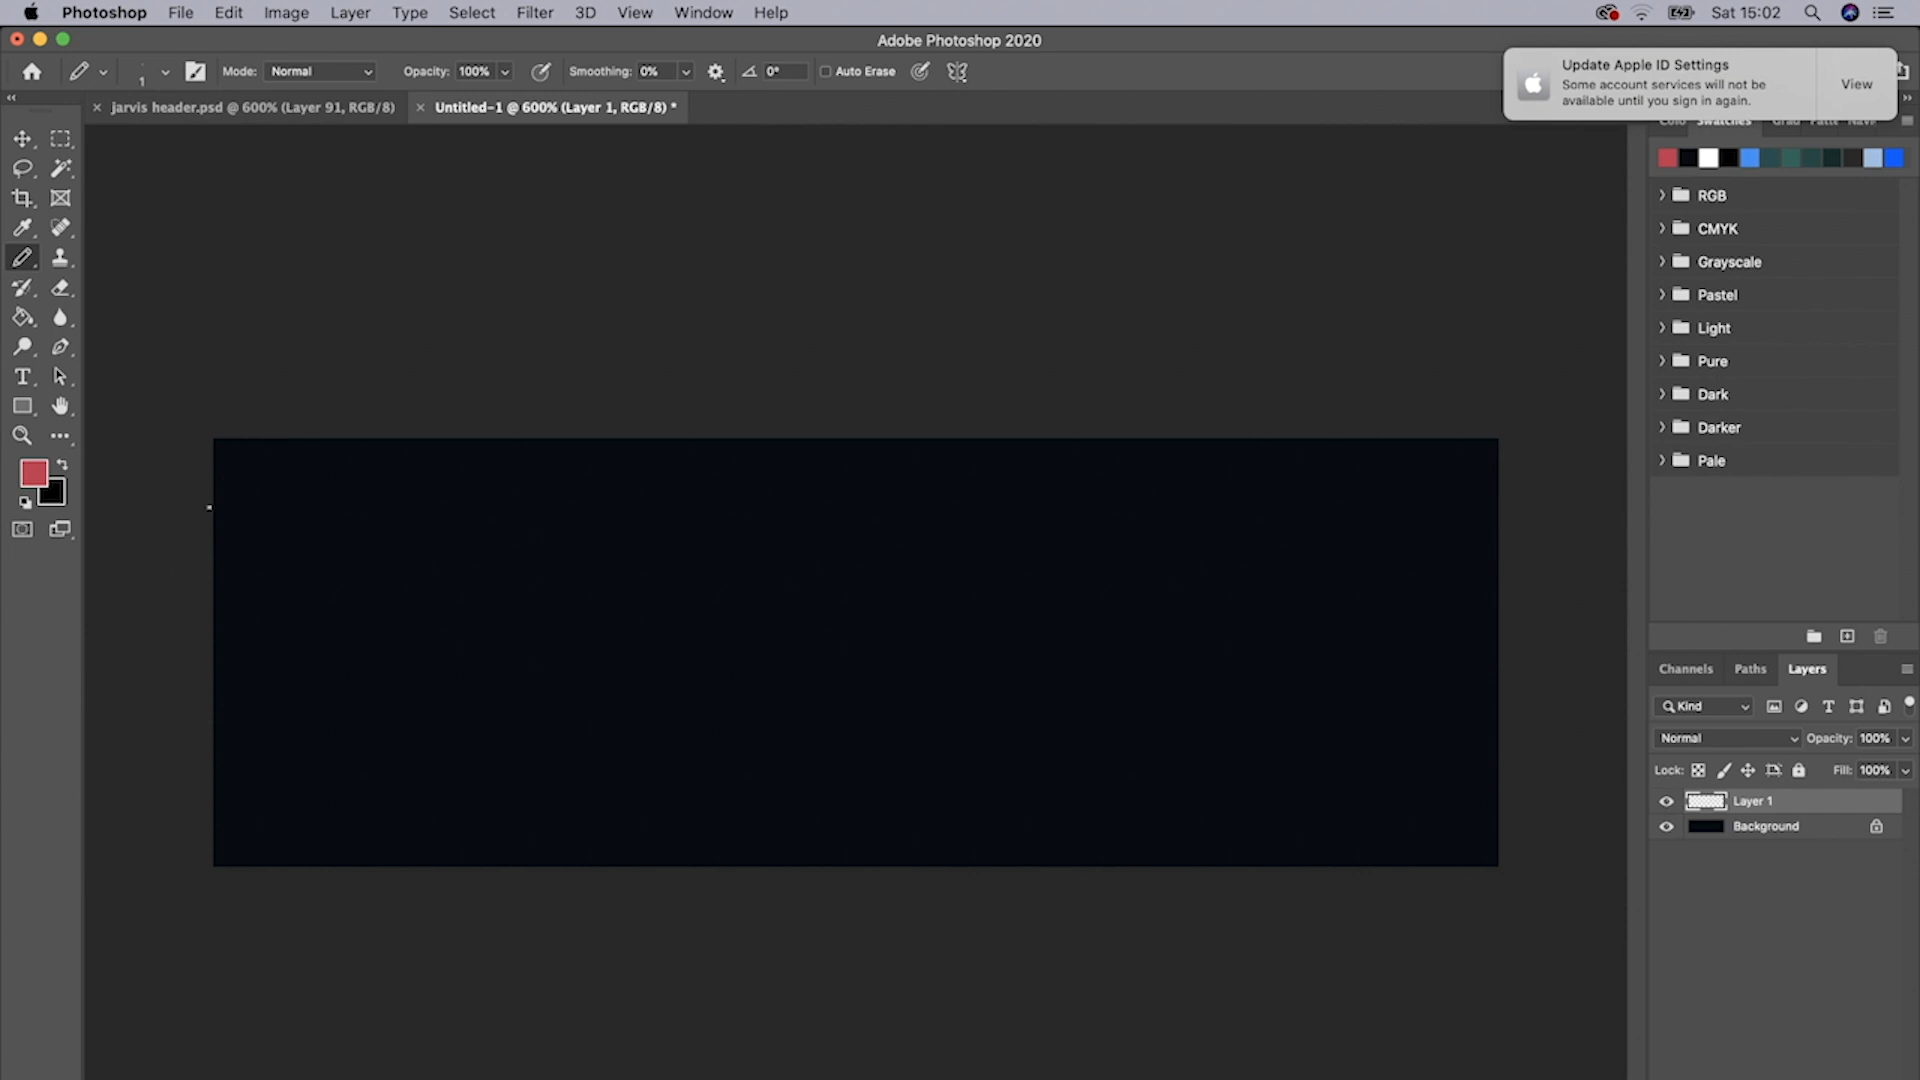 Photoshop File Edit Image Layer Type Select Filter 3D View Window Help Sat 15:02
Adobe Photoshop 2020
1 Mode: Normal Opacity: 100% Smoothing: 0% 0° Auto Erase
Update Apple ID Settings
Some account services will not be
available until you sign in again.
View
jarvis header.psd @ 600% (Layer 91, RGB/8) Untitled-1 @ 600% (Layer 1, RGB/8) *
Swatches
RGB
CMYK
Grayscale
Pastel
Light
Pure
Dark
Darker
Pale
Channels Paths Layers
Kind
Normal Opacity: 100%
Lock: Fill: 100%
Layer 1
Background